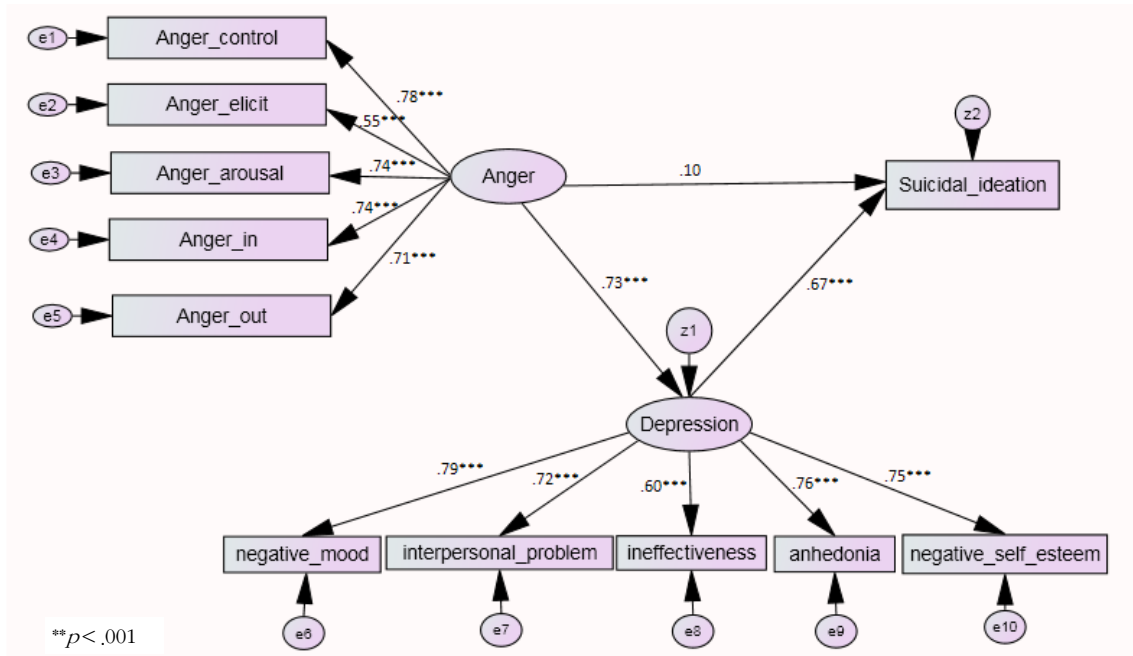 e1
Anger_control
e2
Anger_elicit
e3
Anger_arousal
e4
Anger_in
e5
Anger_out
.78***
.55***
.74***
.74***
.71***
Anger
.10
z2
Suicidal_ideation
.73***
.67***
z1
Depression
.79***
.72***
.60***
.76***
.75***
negative_mood
interpersonal_problem
ineffectiveness
anhedonia
negative_self_esteem
e6
e7
e8
e9
e10
**p< .001